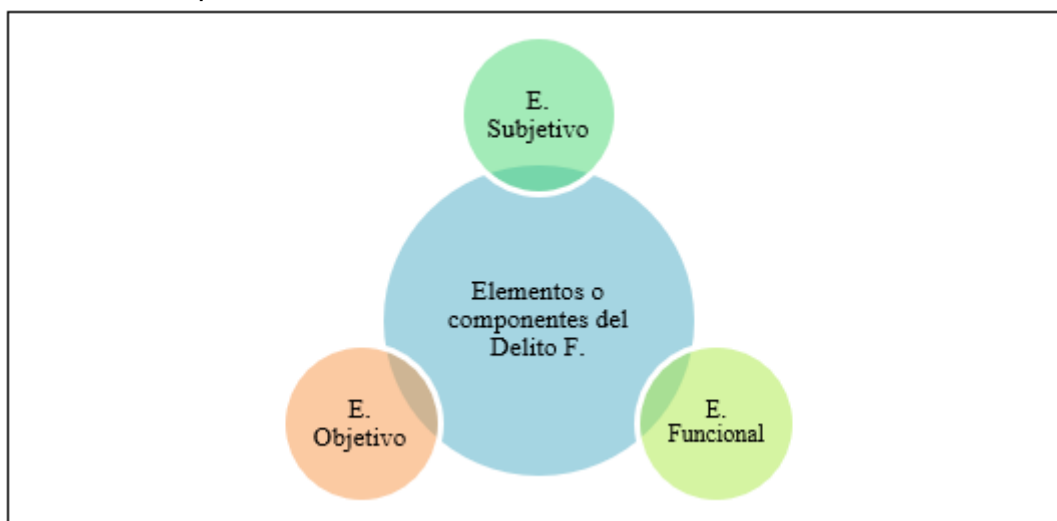 E.
Subjetivo
Elementos o
componentes del
Delito F.
E.
Objetivo
E.
Funcional